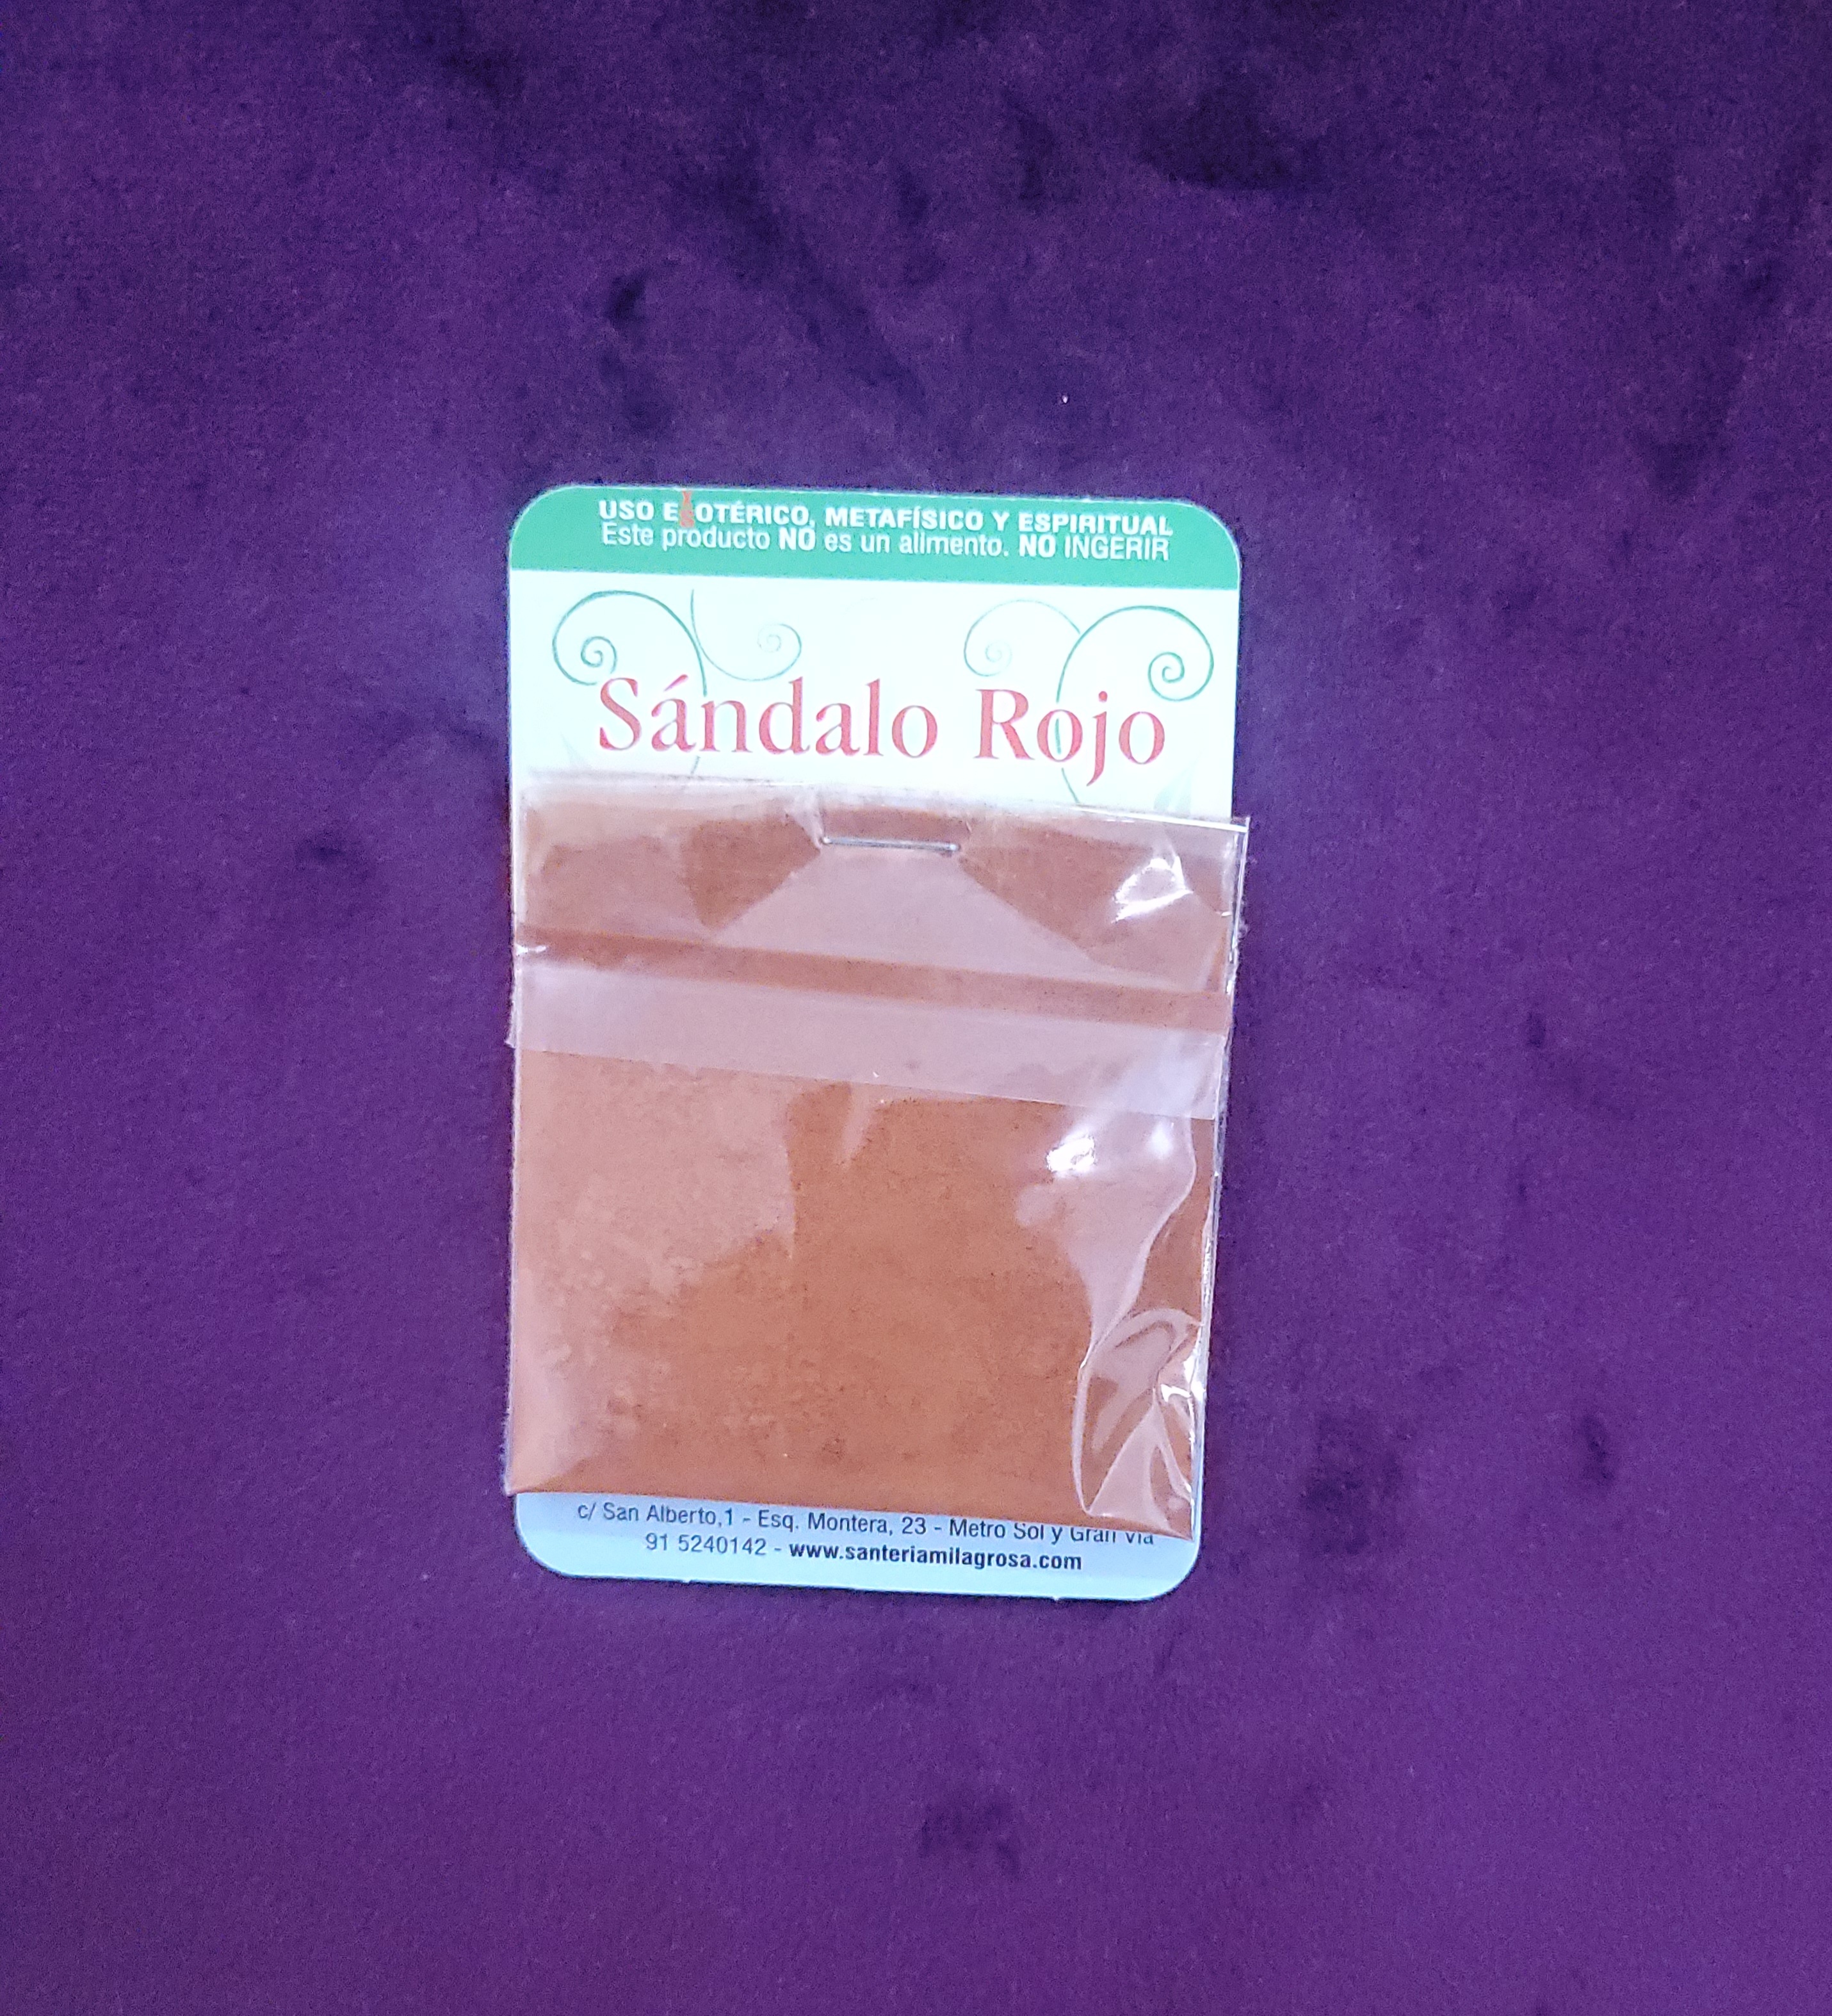 USO ESOTÉRICO, METAFÍSICO Y ESPIRITUAL
Este producto NO es un alimento. NO INGERIR
Sándalo Rojo
c/ San Alberto,1 - Esq. Montera, 23 - Metro Sol y Gran Vía
91 5240142 - www.santeriamilagrosa.com